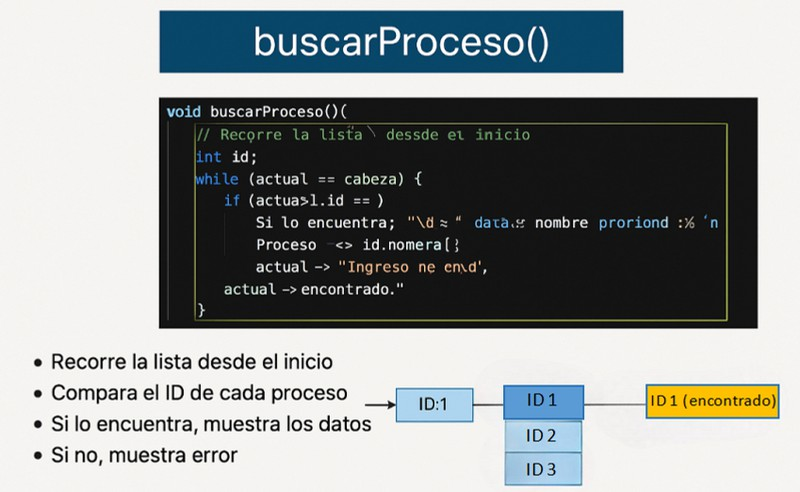 buscarProceso()
void buscarProceso()(
// Recorre la lista dessde el inicio
int id;
while (actual == cabeza) {
if (actua>l.id == )
Si lo encuentra; "\d ≈ " nombre proriond :% 'n
Proceso <> id.nomera[}
actual -> "Ingreso ne en\d',
actual -> encontrado."
}
• Recorre la lista desde el inicio
• Compara el ID de cada proceso
• Si lo encuentra, muestra los datos
• Si no, muestra error
ID:1
ID 1
ID 2
ID 3
ID 1 (encontrado)